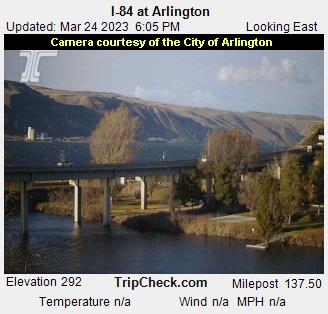 I-84 at Arlington
Updated: Mar 24 2023 6:05 PM Looking East
Camera courtesy of the City of Arlington
Elevation 292 TripCheck.com Milepost 137.50
Temperature n/a Wind n/a MPH n/a